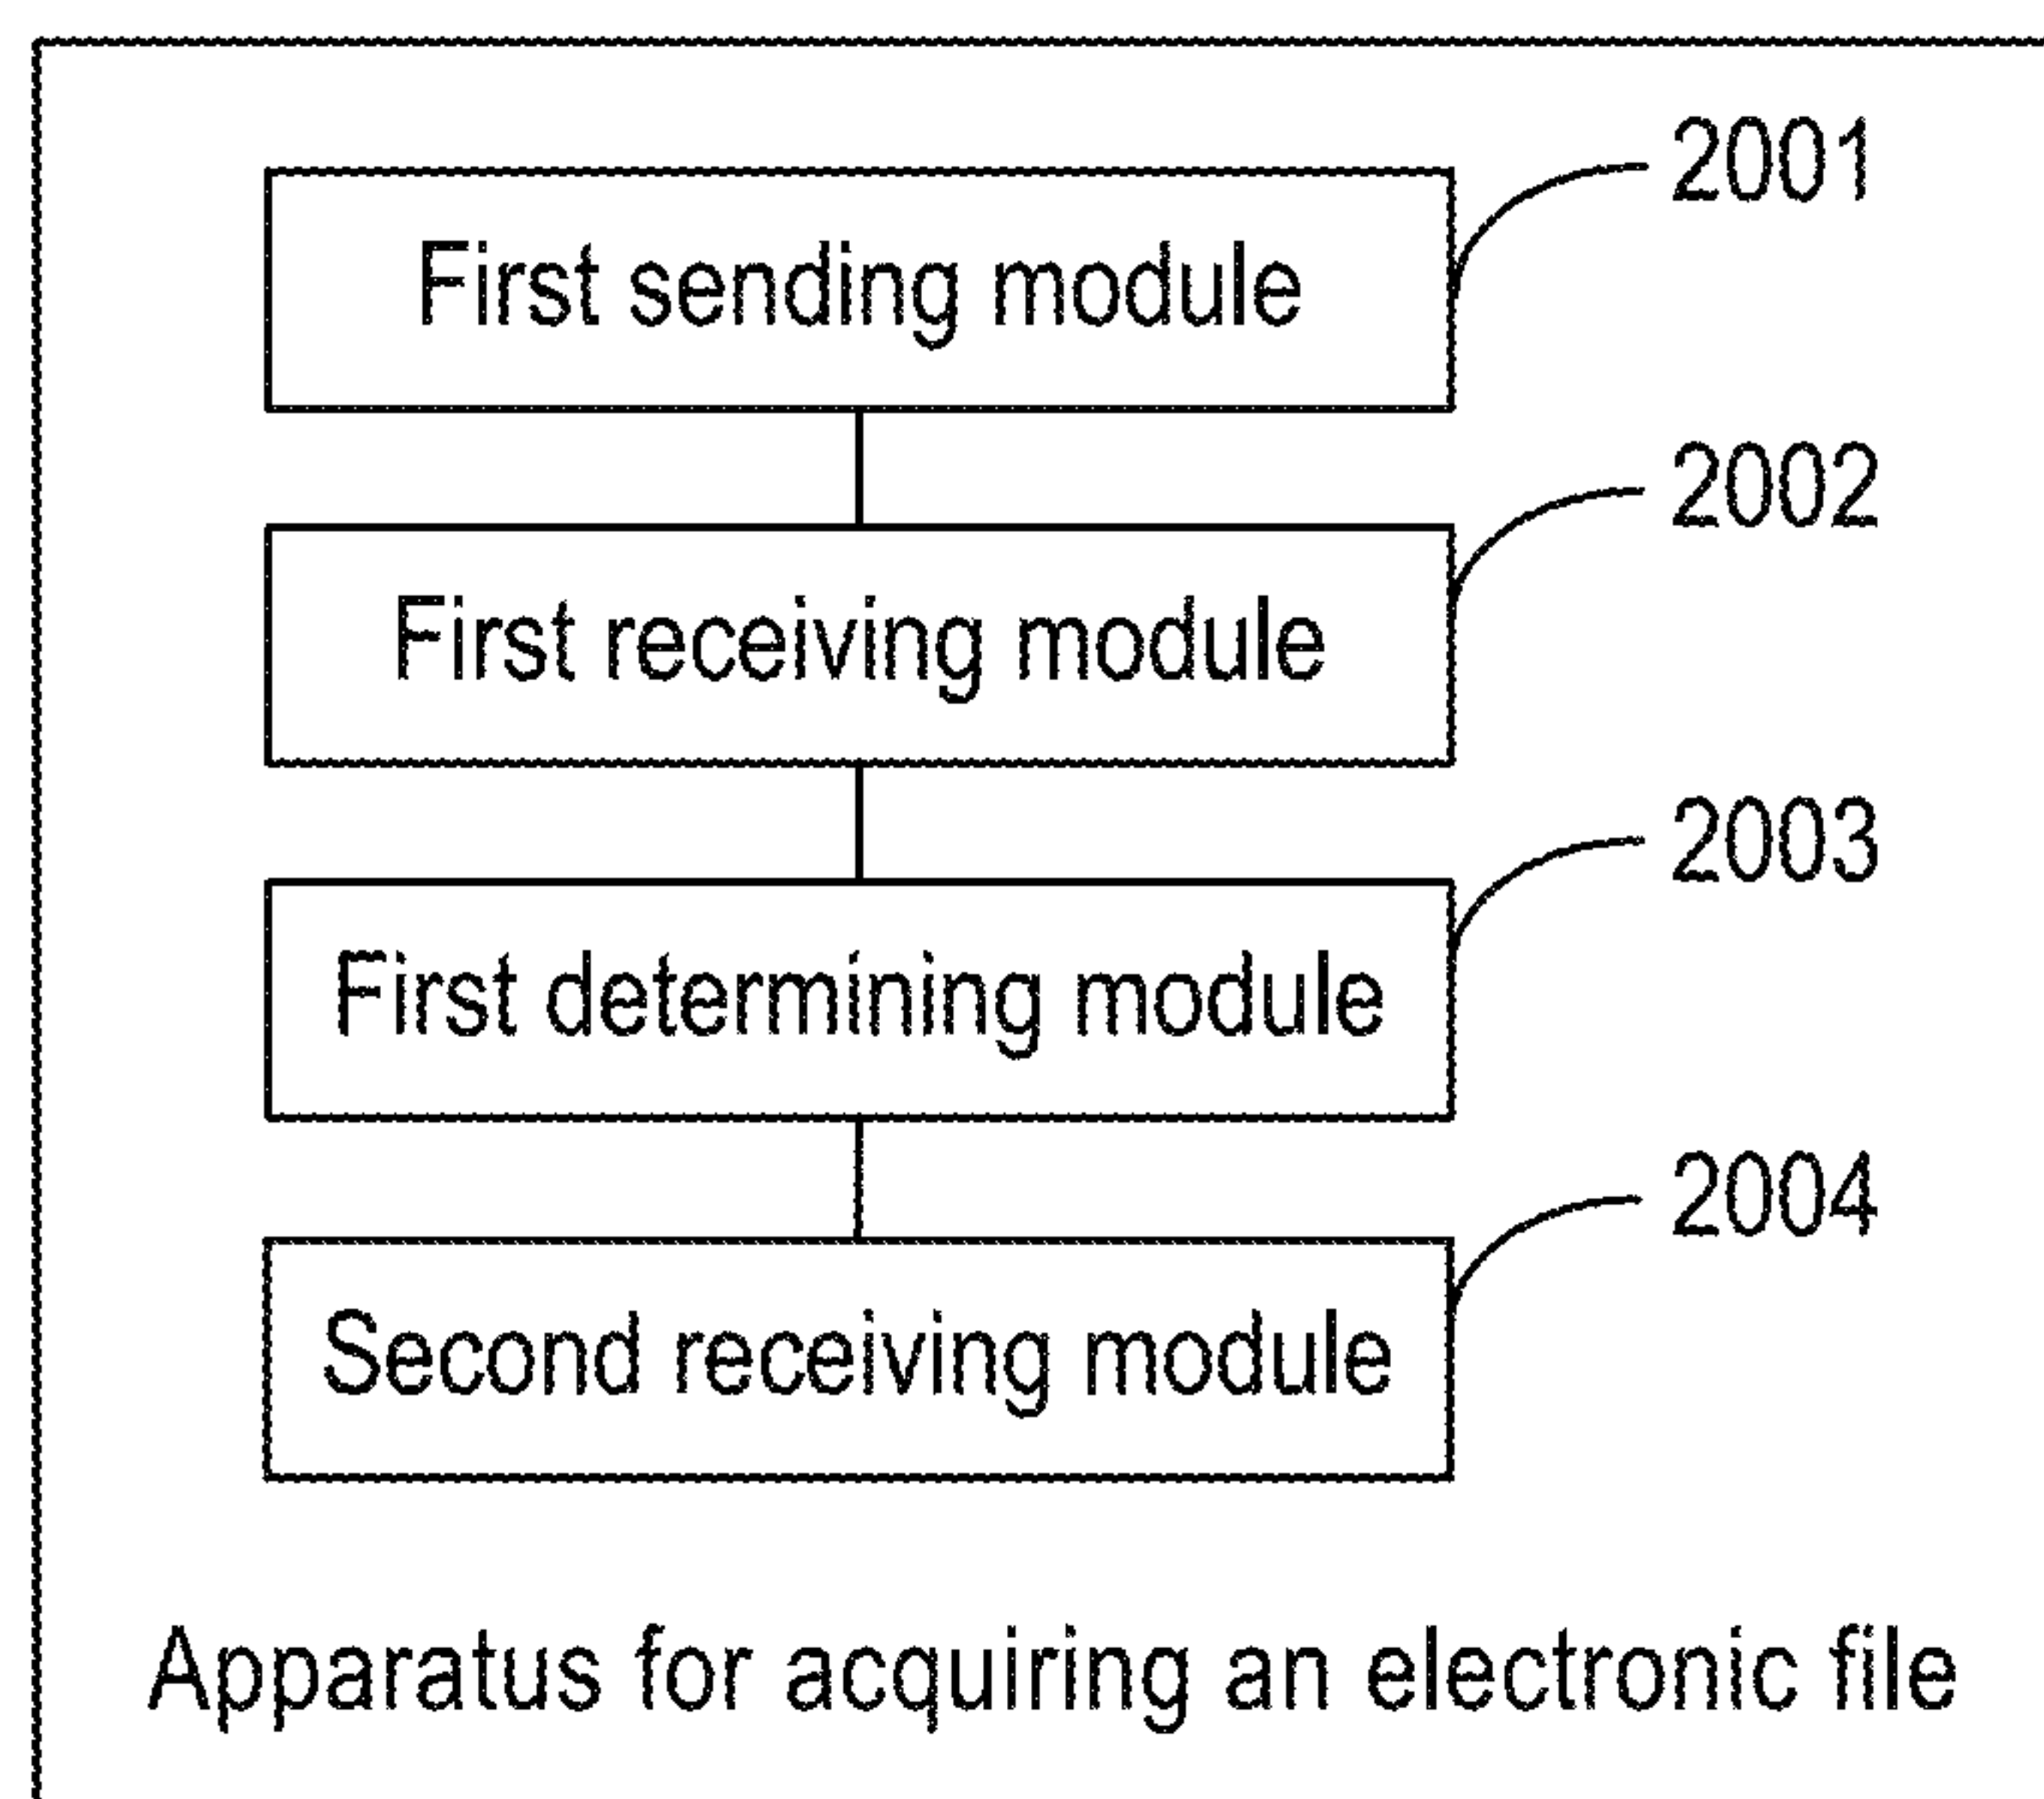 2001
First sending module
2002
First receiving module
2003
First determining module
2004
Second receiving module
Apparatus for acquiring an electronic file